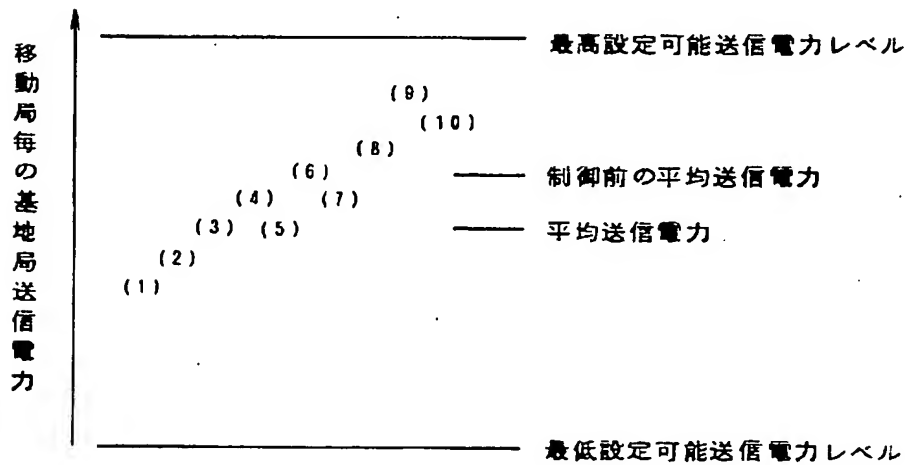 移動局毎の基地局送信電力
最高設定可能送信電力レベル
(9)
(10)
(8)
(6)
制御前の平均送信電力
(4)
(7)
(3)
(5)
平均送信電力
(2)
(1)
最低設定可能送信電力レベル